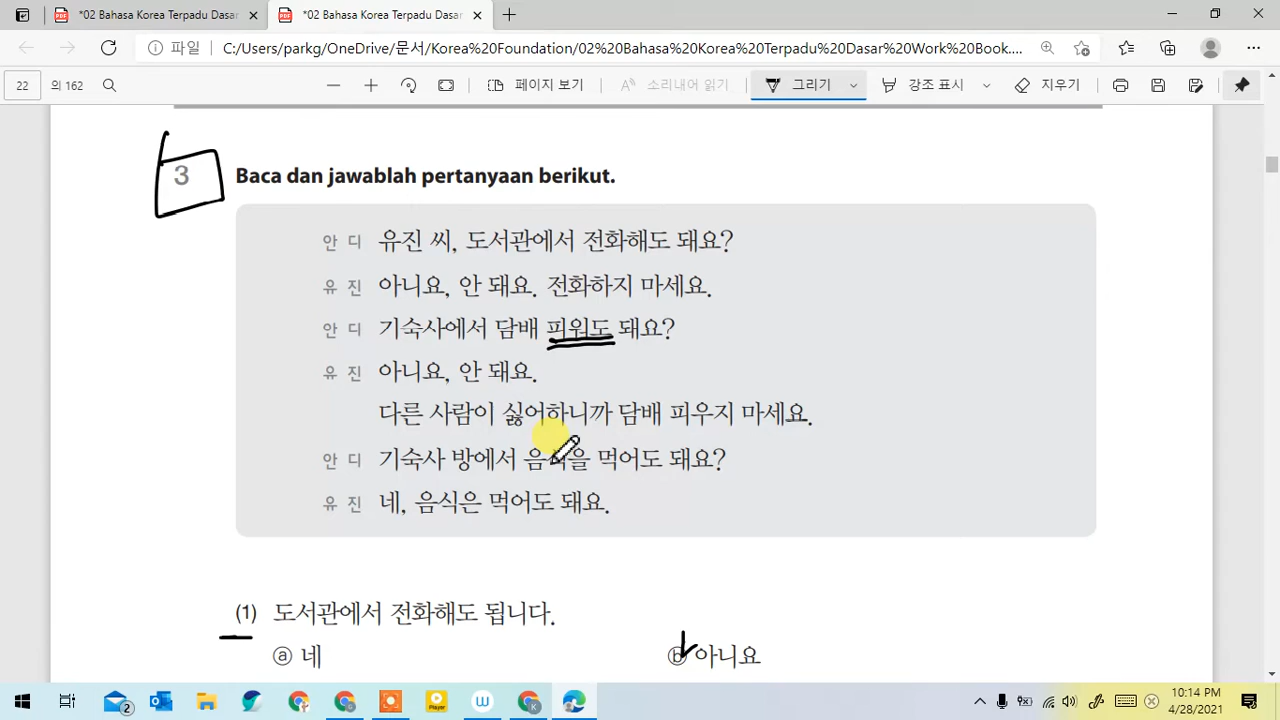 *02 Bahasa Korea Terpadu Dasar
*02 Bahasa Korea Terpadu Dasar
파일 C:/Users/parkg/OneDrive/문서/Korea%20Foundation/02%20Bahasa%20Korea%20Terpadu%20Dasar%20Work%20Book....
22 의 162 페이지 보기 소리내어 읽기 그리기 강조 표시 지우기
3 Baca dan jawablah pertanyaan berikut.
안 디 유진 씨, 도서관에서 전화해도 돼요?
유 진 아니요, 안 돼요. 전화하지 마세요.
안 디 기숙사에서 담배 피워도 돼요?
유 진 아니요, 안 돼요.
다른 사람이 싫어하니까 담배 피우지 마세요.
안 디 기숙사 방에서 음식을 먹어도 돼요?
유 진 네, 음식은 먹어도 돼요.
(1) 도서관에서 전화해도 됩니다.
ⓐ 네 ⓑ 아니요
2 Player 10:14 PM
4/28/2021